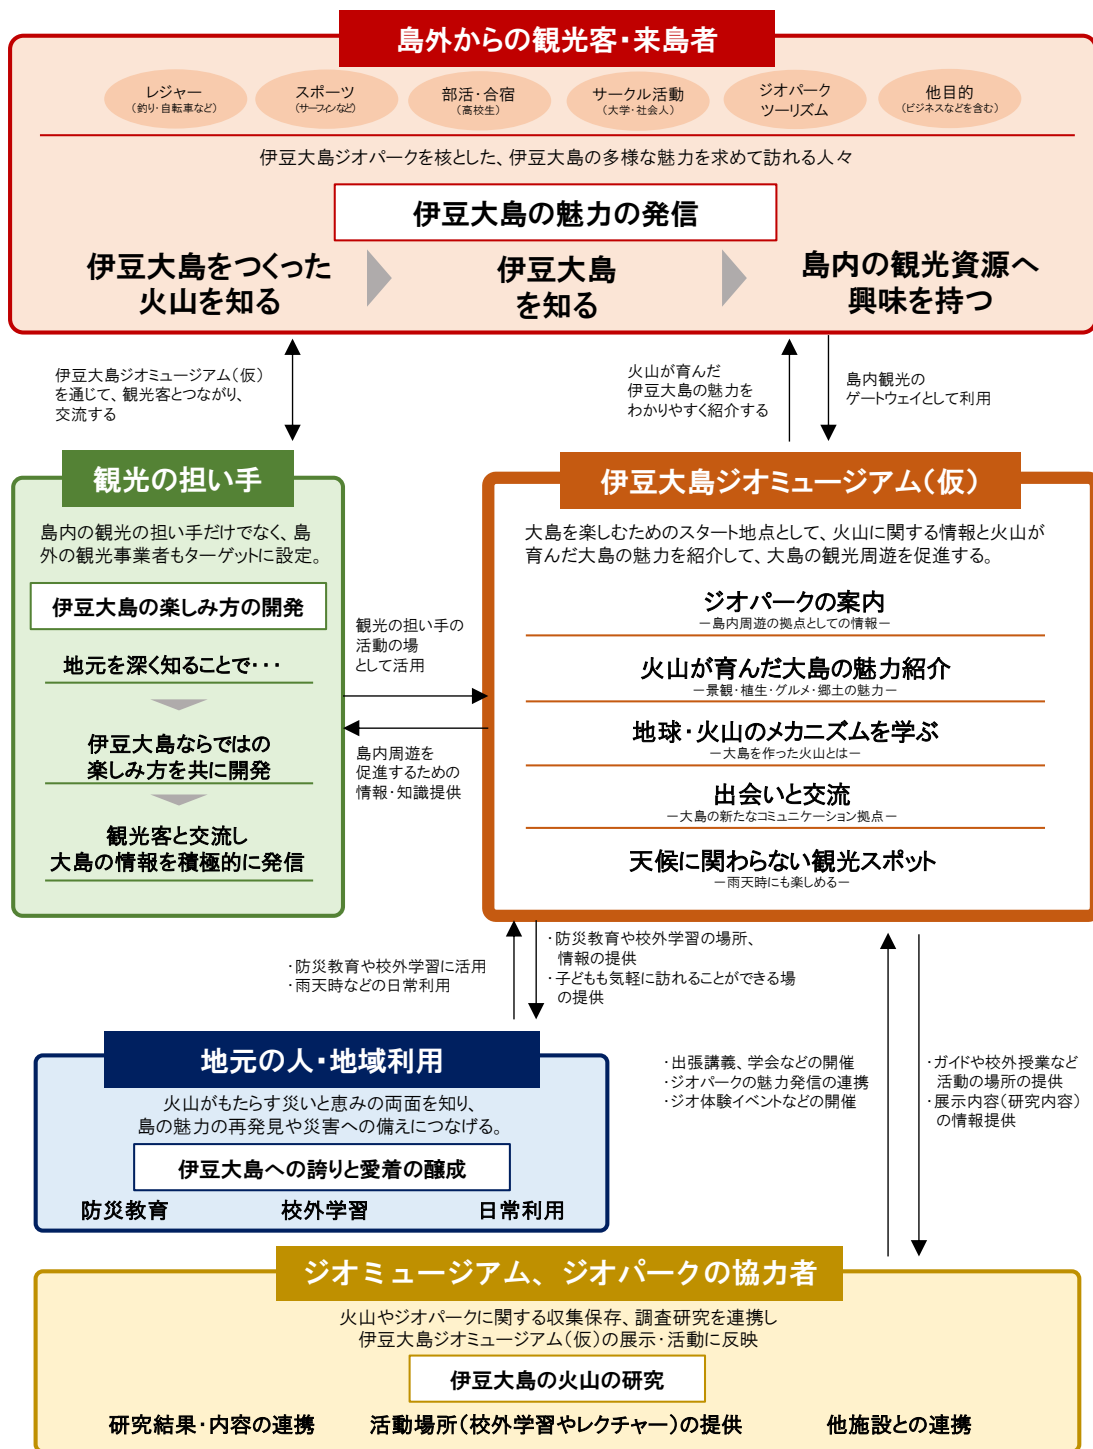 島外からの観光客・来島者
レジャー
(釣り・自転車など)
スポーツ
(サーフィンなど)
部活・合宿
(高校生)
サークル活動
(大学・社会人)
ジオパーク
ツーリズム
他目的
(ビジネスなどを含む)
伊豆大島ジオパークを核とした、伊豆大島の多様な魅力を求めて訪れる人々
伊豆大島の魅力の発信
伊豆大島をつくった
火山を知る
伊豆大島
を知る
島内の観光資源へ
興味を持つ
伊豆大島ジオミュージアム(仮)
を通じて、観光客とつながり、
交流する
火山が育んだ
伊豆大島の魅力を
わかりやすく紹介する
島内観光の
ゲートウェイとして利用
観光の担い手
島内の観光の担い手だけでなく、島
外の観光事業者もターゲットに設定。
伊豆大島の楽しみ方の開発
地元を深く知ることで・・・
伊豆大島ならではの
楽しみ方を共に開発
観光客と交流し
大島の情報を積極的に発信
観光の担い手の
活動の場
として活用
島内周遊を
促進するための
情報・知識提供
伊豆大島ジオミュージアム(仮)
大島を楽しむためのスタート地点として、火山に関する情報と火山が
育んだ大島の魅力を紹介して、大島の観光周遊を促進する。
ジオパークの案内
－島内周遊の拠点としての情報－
火山が育んだ大島の魅力紹介
－景観・植生・グルメ・郷土の魅力－
地球・火山のメカニズムを学ぶ
－大島を作った火山とは－
出会いと交流
－大島の新たなコミュニケーション拠点－
天候に関わらない観光スポット
－雨天時にも楽しめる－
・防災教育や校外学習に活用
・雨天時などの日常利用
・防災教育や校外学習の場所、
情報の提供
・子どもも気軽に訪れることができる場
の提供
地元の人・地域利用
火山がもたらす災いと恵みの両面を知り、
島の魅力の再発見や災害への備えにつなげる。
伊豆大島への誇りと愛着の醸成
防災教育
校外学習
日常利用
・出張講義、学会などの開催
・ジオパークの魅力発信の連携
・ジオ体験イベントなどの開催
・ガイドや校外授業など
活動の場所の提供
・展示内容(研究内容)
の情報提供
ジオミュージアム、ジオパークの協力者
火山やジオパークに関する収集保存、調査研究を連携し
伊豆大島ジオミュージアム(仮)の展示・活動に反映
伊豆大島の火山の研究
研究結果・内容の連携
活動場所(校外学習やレクチャー)の提供
他施設との連携